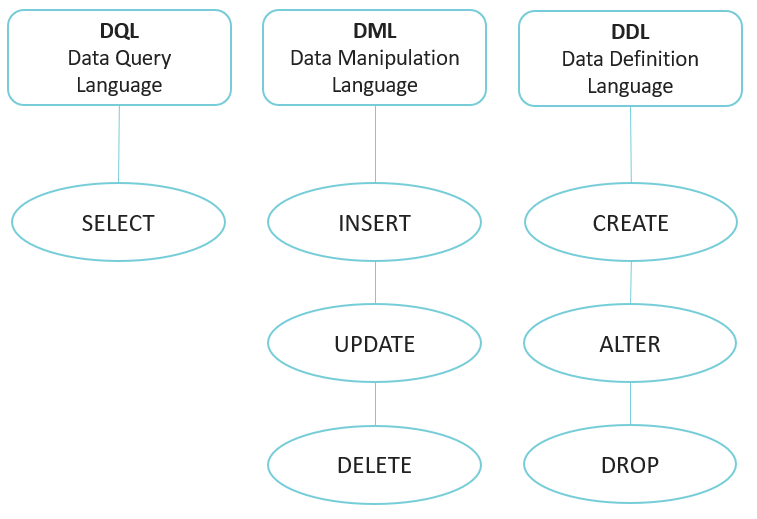 DQL
Data Query
Language
SELECT
DML
Data Manipulation
Language
INSERT
UPDATE
DELETE
DDL
Data Definition
Language
CREATE
ALTER
DROP